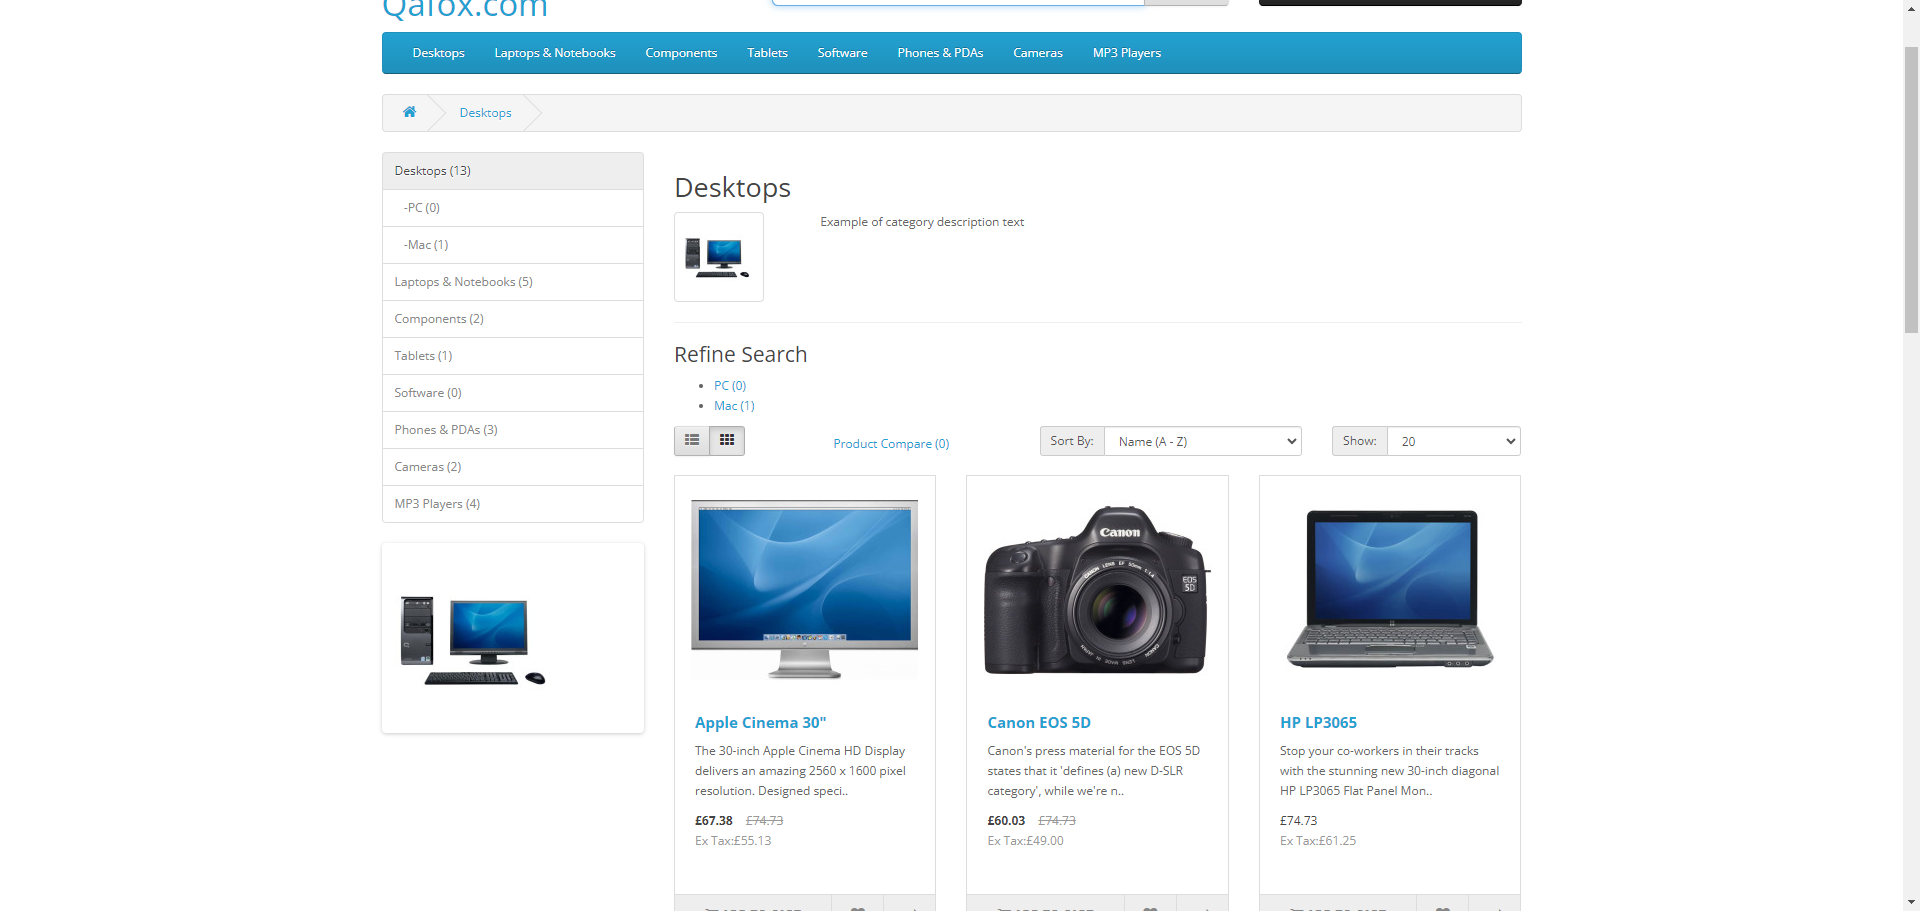 Qafox.com
Desktops Laptops & Notebooks Components Tablets Software Phones & PDAs Cameras MP3 Players
Desktops
Desktops (13)
-PC (0)
-Mac (1)
Laptops & Notebooks (5)
Components (2)
Tablets (1)
Software (0)
Phones & PDAs (3)
Cameras (2)
MP3 Players (4)
Desktops
Example of category description text
Refine Search
PC (0)
Mac (1)
Product Compare (0)
Sort By: Name (A - Z)
Show: 20
Canon
EOS
5D
Apple Cinema 30"
The 30-inch Apple Cinema HD Display
delivers an amazing 2560 x 1600 pixel
resolution. Designed speci..
£67.38 £74.73
Ex Tax:£55.13
Canon EOS 5D
Canon's press material for the EOS 5D
states that it 'defines (a) new D-SLR
category', while we're n..
£60.03 £74.73
Ex Tax:£49.00
HP LP3065
Stop your co-workers in their tracks
with the stunning new 30-inch diagonal
HP LP3065 Flat Panel Mon..
£74.73
Ex Tax:£61.25